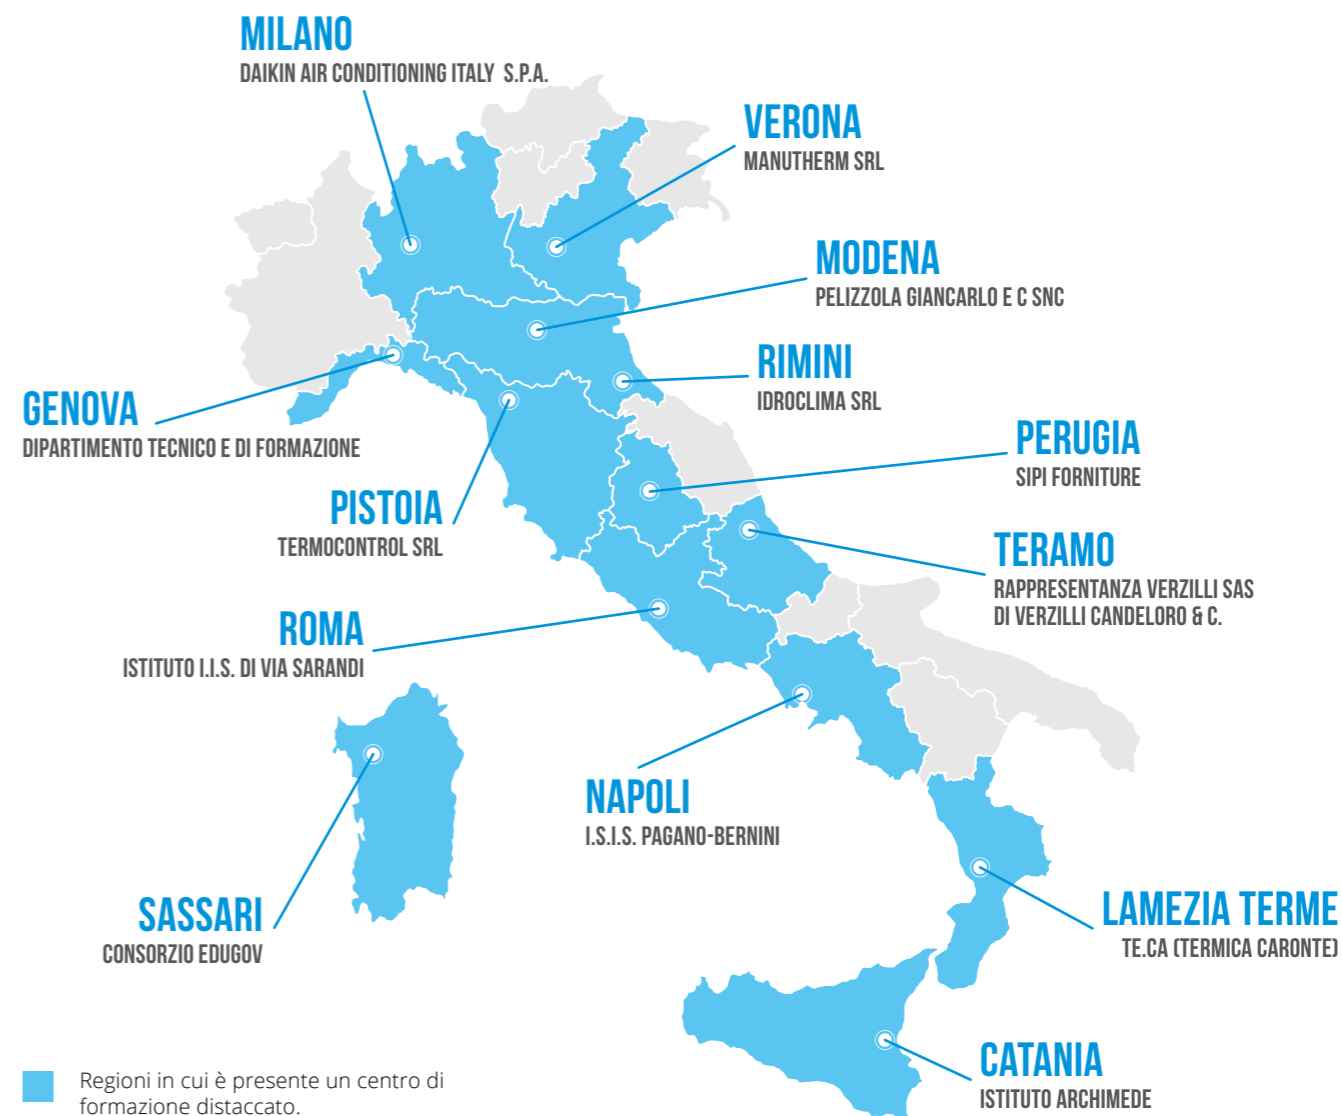 MILANO
DAIKIN AIR CONDITIONING ITALY S.P.A.
VERONA
MANUTHERM SRL
MODENA
PELIZZOLA GIANCARLO E C SNC
RIMINI
IDROCLIMA SRL
GENOVA
DIPARTIMENTO TECNICO E DI FORMAZIONE
PERUGIA
SIPI FORNITURE
PISTOIA
TERMOCONTROL SRL
TERAMO
RAPPRESENTANZA VERZILLI SAS
DI VERZILLI CANDELORO & C.
ROMA
ISTITUTO I.I.S. DI VIA SARANDI
NAPOLI
I.S.I.S. PAGANO-BERNINI
SASSARI
CONSORZIO EDUGOV
LAMEZIA TERME
TE.CA (TERMICA CARONTE)
CATANIA
ISTITUTO ARCHIMEDE
Regioni in cui è presente un centro di
formazione distaccato.